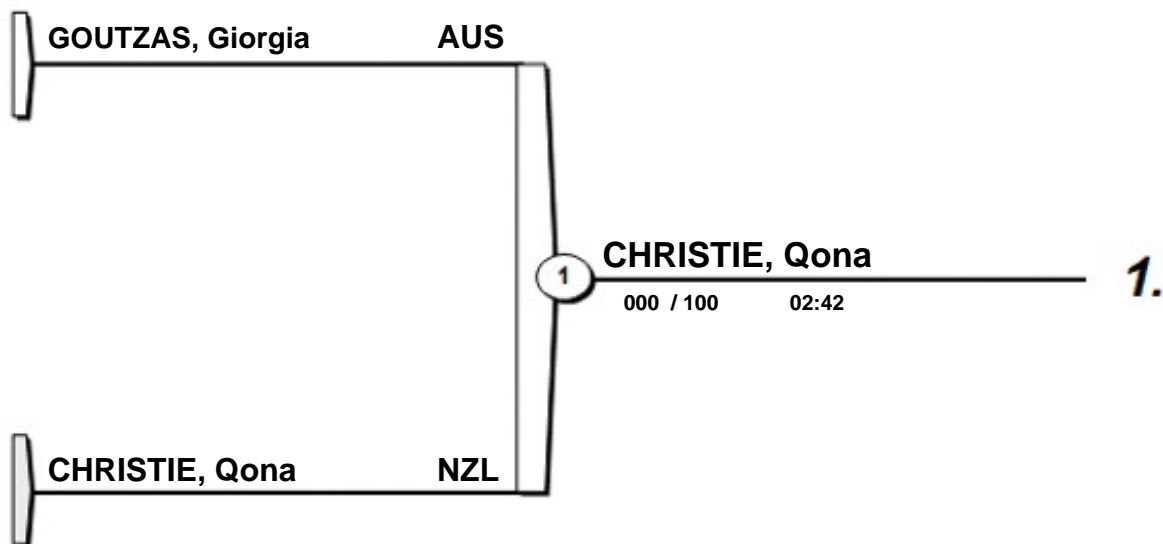 GOUTZAS, Giorgia AUS
CHRISTIE, Qona
1
1.
000 / 100 02:42
CHRISTIE, Qona NZL